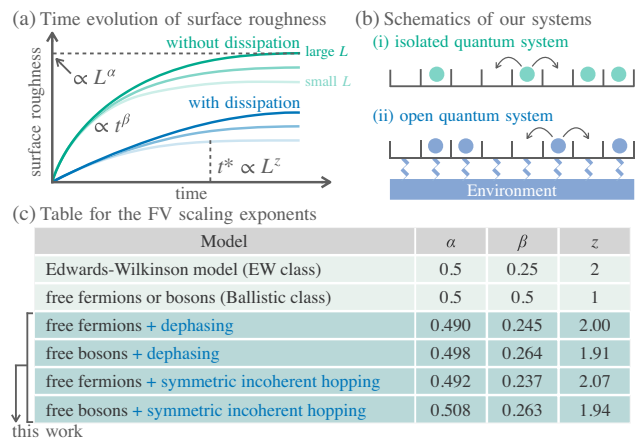 (a) Time evolution of surface roughness
without dissipation
large L
∝ L^α
small L
with dissipation
∝ t^β
t* ∝ L^z
surface roughness
time
(b) Schematics of our systems
(i) isolated quantum system
(ii) open quantum system
Environment
(c) Table for the FV scaling exponents
Model α β z
Edwards-Wilkinson model (EW class) 0.5 0.25 2
free fermions or bosons (Ballistic class) 0.5 0.5 1
free fermions + dephasing 0.490 0.245 2.00
free bosons + dephasing 0.498 0.264 1.91
free fermions + symmetric incoherent hopping 0.492 0.237 2.07
free bosons + symmetric incoherent hopping 0.508 0.263 1.94
this work